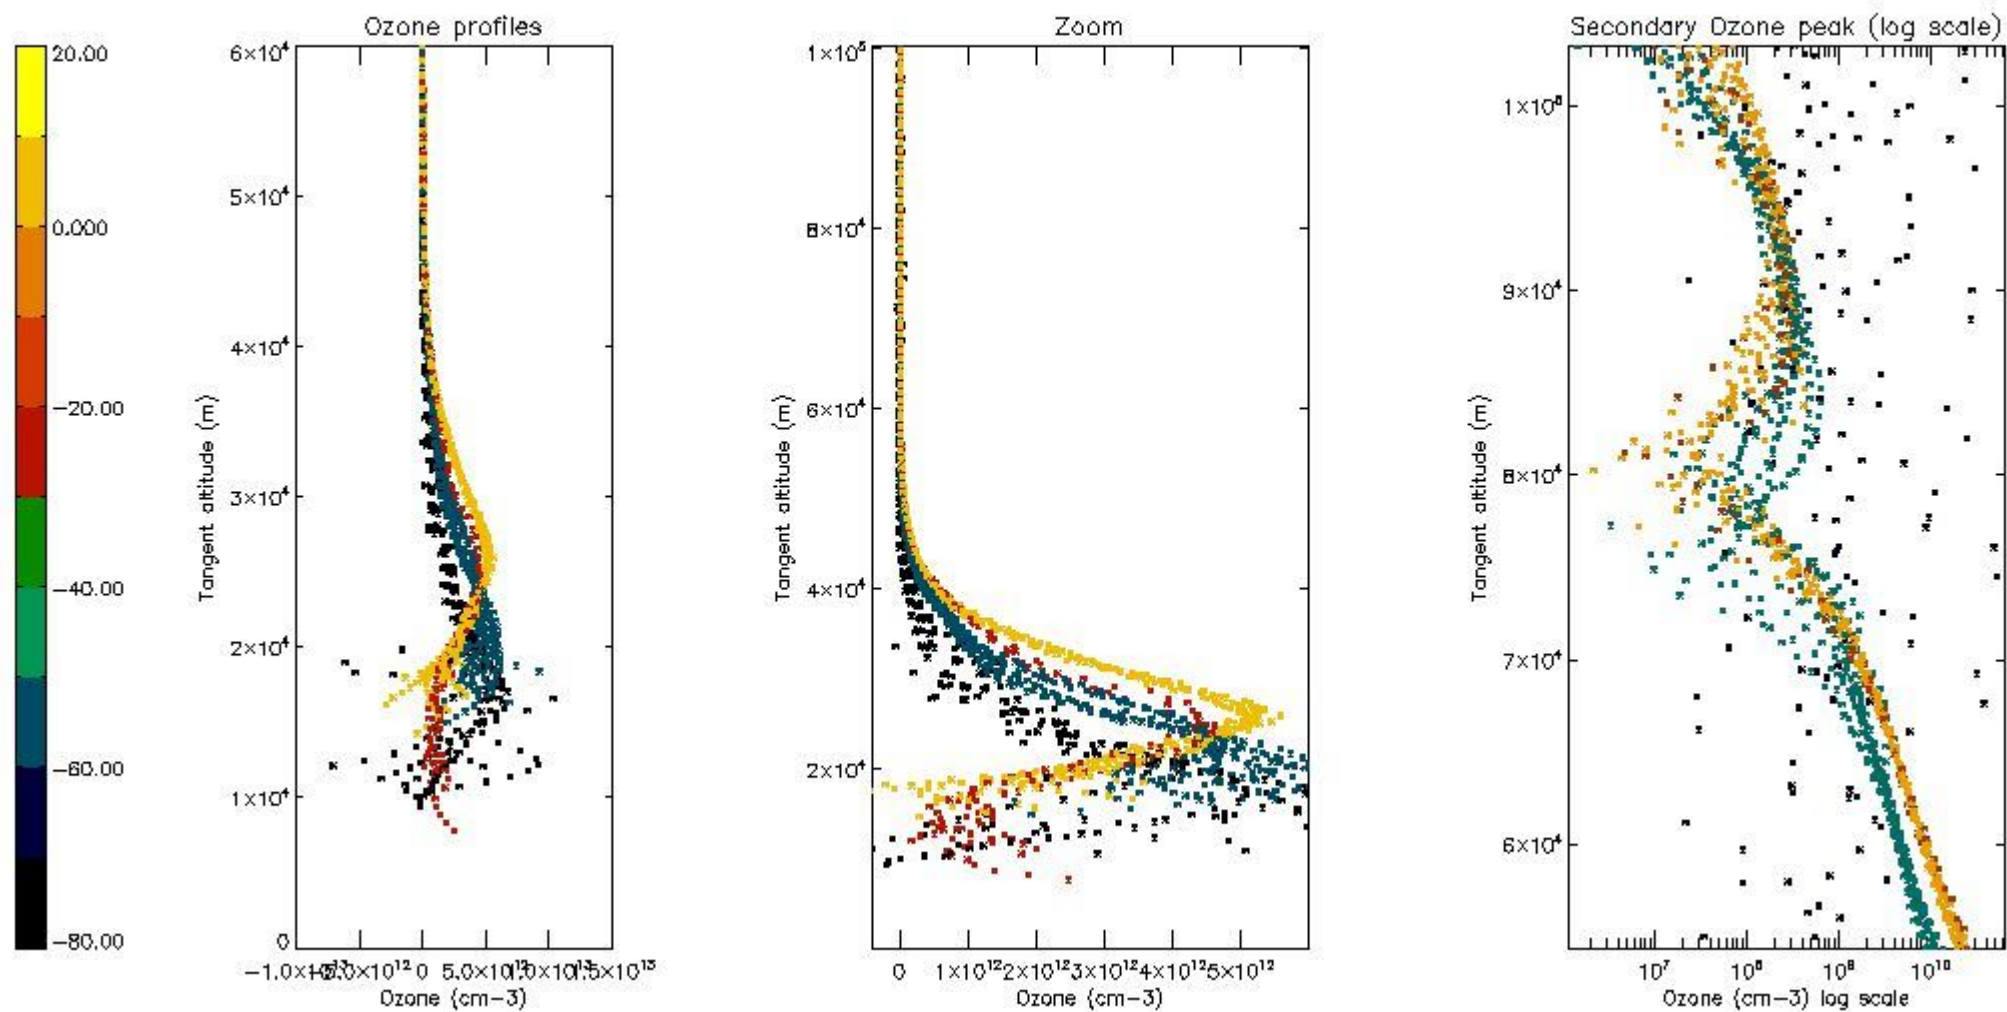 Ozone profiles
Zoom
Secondary Ozone peak (log scale)
20.00
0.000
−20.00
−40.00
−60.00
−80.00
6×10⁴
5×10⁴
4×10⁴
3×10⁴
2×10⁴
1×10⁴
0
Tangent altitude (m)
0
Ozone (cm−3)
1×10⁵
8×10⁴
6×10⁴
4×10⁴
2×10⁴
Tangent altitude (m)
0 1×10¹² 2×10¹² 3×10¹² 4×10¹² 5×10¹²
Ozone (cm−3)
1×10⁵
9×10⁴
8×10⁴
7×10⁴
6×10⁴
Tangent altitude (m)
10⁷ 10⁸ 10⁹ 10¹⁰
Ozone (cm−3) log scale